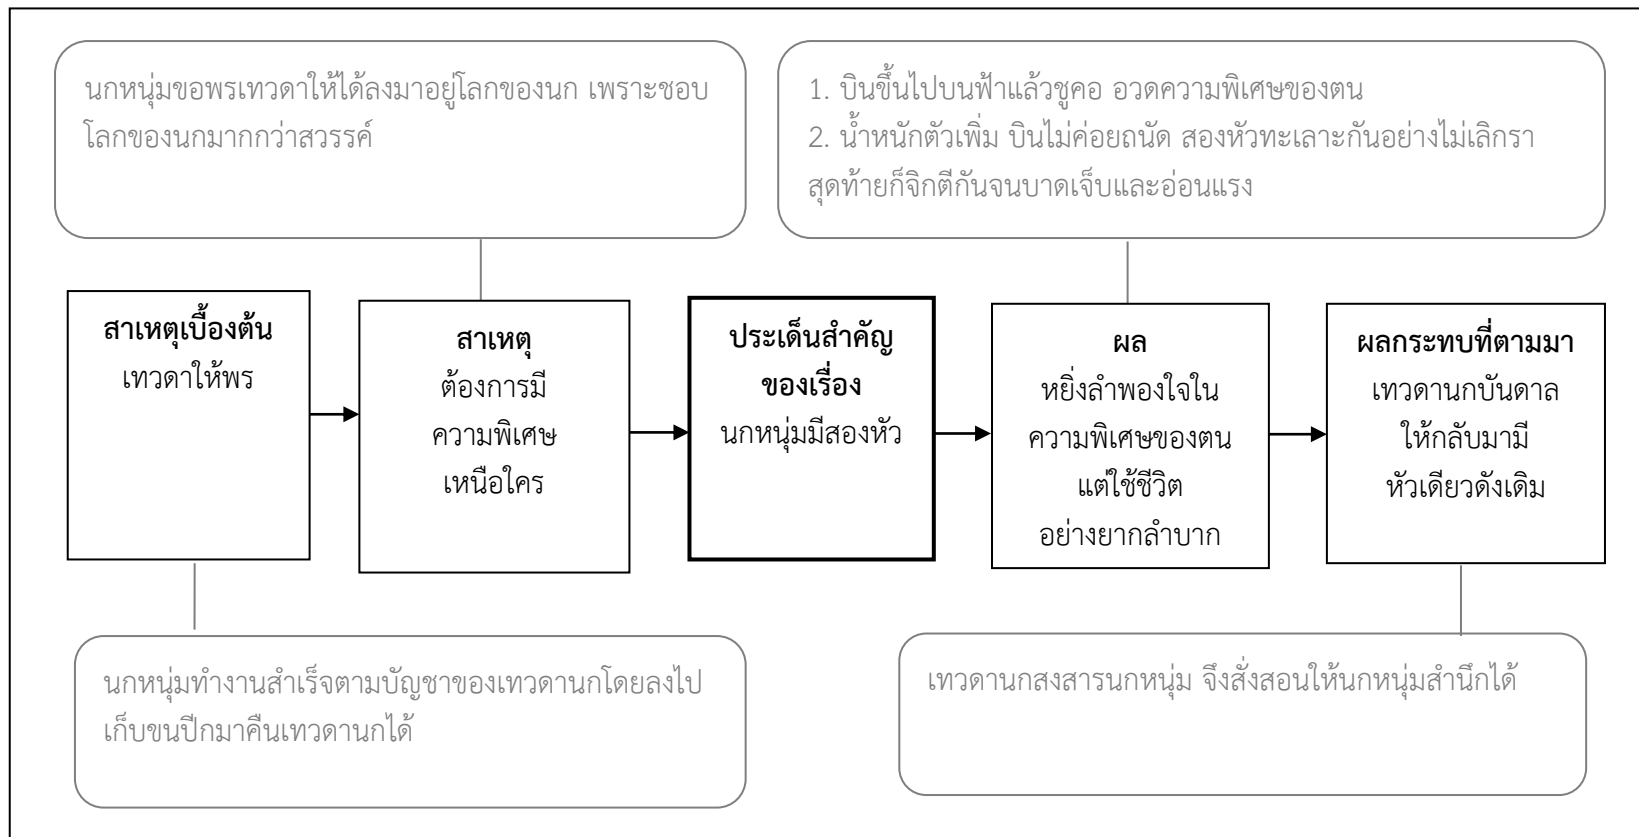 นกหนุ่มขอพรเทวดาให้ได้ลงมาอยู่โลกของนก เพราะชอบ
โลกของนกมากกว่าสวรรค์
1. บินขึ้นไปบนฟ้าแล้วชูคอ อวดความพิเศษของตน
2. น้ำหนักตัวเพิ่ม บินไม่ค่อยถนัด สองหัวทะเลาะกันอย่างไม่เลิกรา
สุดท้ายก็จิกตีกันจนบาดเจ็บและอ่อนแรง
สาเหตุเบื้องต้น
เทวดาให้พร
สาเหตุ
ต้องการมี
ความพิเศษ
เหนือใคร
ประเด็นสำคัญ
ของเรื่อง
นกหนุ่มมีสองหัว
ผล
หยิ่งลำพองใจใน
ความพิเศษของตน
แต่ใช้ชีวิต
อย่างยากลำบาก
ผลกระทบที่ตามมา
เทวดานกบันดาล
ให้กลับมามี
หัวเดียวดังเดิม
นกหนุ่มทำงานสำเร็จตามบัญชาของเทวดานกโดยลงไป
เก็บขนปีกมาคืนเทวดานกได้
เทวดานกสงสารนกหนุ่ม จึงสั่งสอนให้นกหนุ่มสำนึกได้